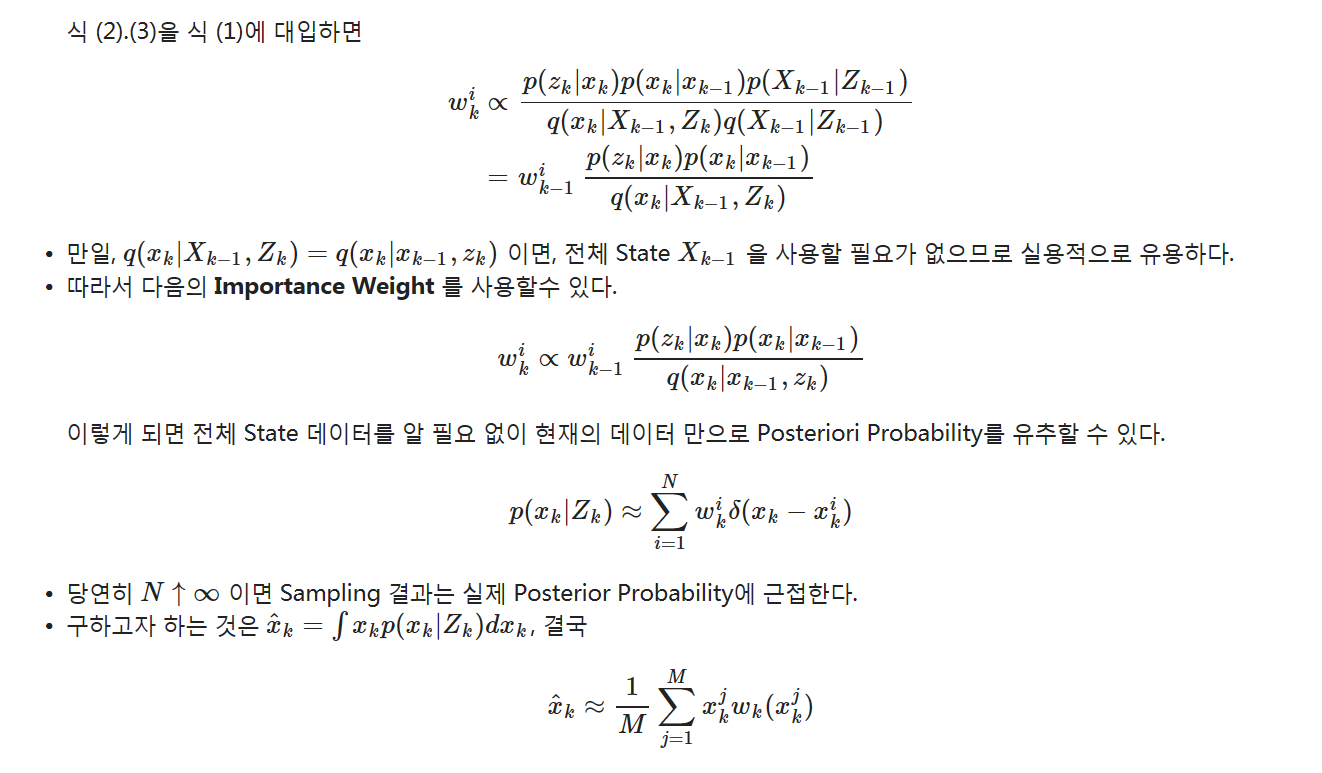 식 (2).(3)을 식 (1)에 대입하면
$$w_k^i \propto \frac{p(z_k|x_k)p(x_k|x_{k-1})p(X_{k-1}|Z_{k-1})}{q(x_k|X_{k-1}, Z_k)q(X_{k-1}|Z_{k-1})}$$
$$= w_{k-1}^i \frac{p(z_k|x_k)p(x_k|x_{k-1})}{q(x_k|X_{k-1}, Z_k)}$$
• 만일, $q(x_k|X_{k-1}, Z_k) = q(x_k|x_{k-1}, z_k)$ 이면, 전체 State $X_{k-1}$ 을 사용할 필요가 없으므로 실용적으로 유용하다.
• 따라서 다음의 Importance Weight 를 사용할수 있다.
$$w_k^i \propto w_{k-1}^i \frac{p(z_k|x_k)p(x_k|x_{k-1})}{q(x_k|x_{k-1}, z_k)}$$
이렇게 되면 전체 State 데이터를 알 필요 없이 현재의 데이터 만으로 Posteriori Probability를 유추할 수 있다.
$$p(x_k|Z_k) \approx \sum_{i=1}^{N} w_k^i \delta(x_k - x_k^i)$$
• 당연히 $N \uparrow \infty$ 이면 Sampling 결과는 실제 Posterior Probability에 근접한다.
• 구하고자 하는 것은 $\hat{x}_k = \int x_k p(x_k|Z_k)dx_k$, 결국
$$\hat{x}_k \approx \frac{1}{M} \sum_{j=1}^{M} x_k^j w_k(x_k^j)$$